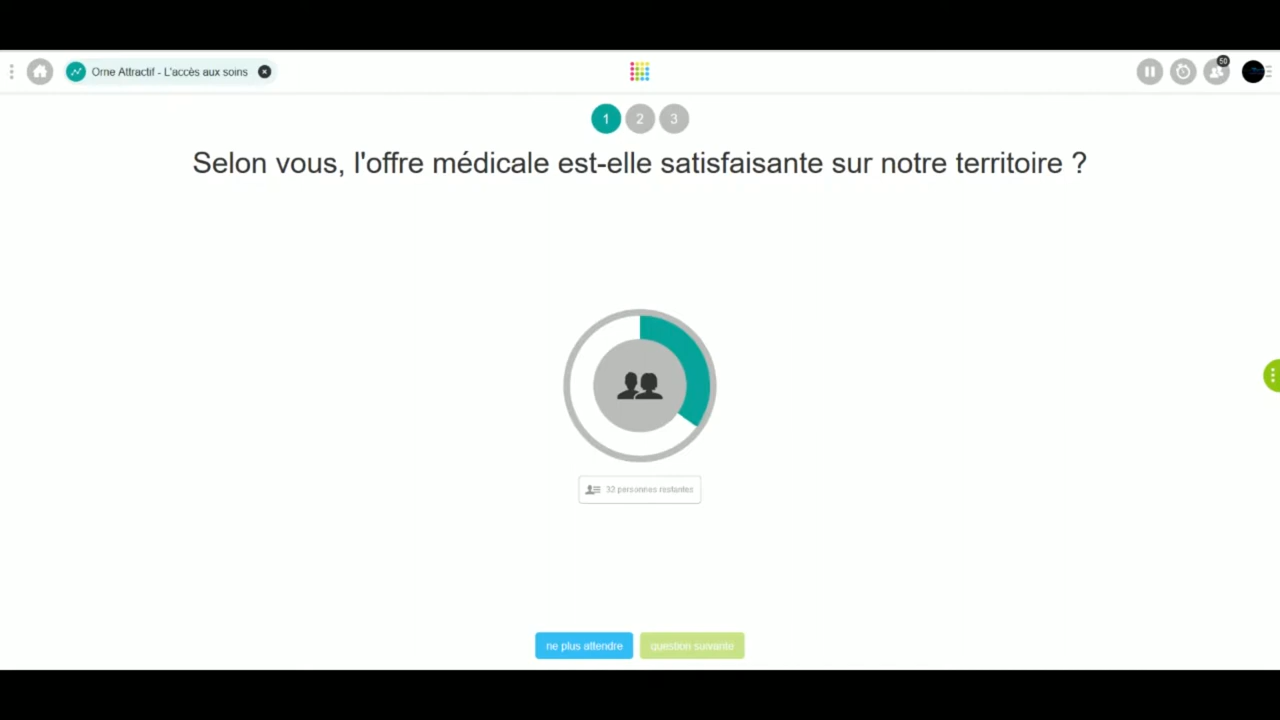 Orne Attractif - L'accès aux soins
50
1 2 3
Selon vous, l'offre médicale est-elle satisfaisante sur notre territoire ?
33 personnes restantes
ne plus attendre
question suivante